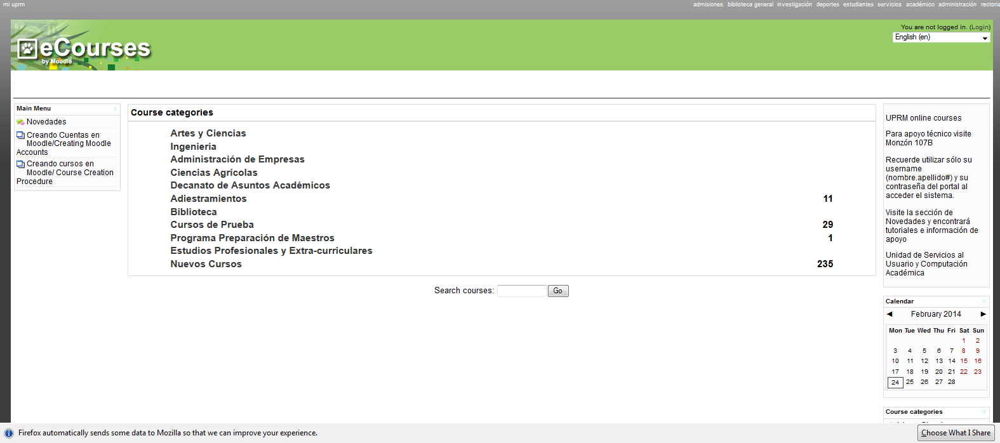 mi uprm
admisiones biblioteca general investigación deportes estudiantes servicios académico administración rectoria
eCourses
by Moodle
You are not logged in. (Login)
English (en)
Main Menu
Novedades
Creando Cuentas en
Moodle/Creating Moodle
Accounts
Creando cursos en
Moodle/ Course Creation
Procedure
Course categories
Artes y Ciencias
Ingeniería
Administración de Empresas
Ciencias Agrícolas
Decanato de Asuntos Académicos
Adiestramientos 11
Biblioteca
Cursos de Prueba 29
Programa Preparación de Maestros 1
Estudios Profesionales y Extra-curriculares
Nuevos Cursos 235
Search courses: Go
UPRM online courses
Para apoyo técnico visite
Monzón 107B
Recuerde utilizar sólo su
username
(nombre.apellido#) y su
contraseña del portal al
acceder el sistema.
Visite la sección de
Novedades y encontrará
tutoriales e información de
apoyo
Unidad de Servicios al
Usuario y Computación
Académica
Calendar
◄ February 2014 ►
Mon Tue Wed Thu Fri Sat Sun
1 2
3 4 5 6 7 8 9
10 11 12 13 14 15 16
17 18 19 20 21 22 23
24 25 26 27 28
Course categories
Firefox automatically sends some data to Mozilla so that we can improve your experience.
Choose What I Share